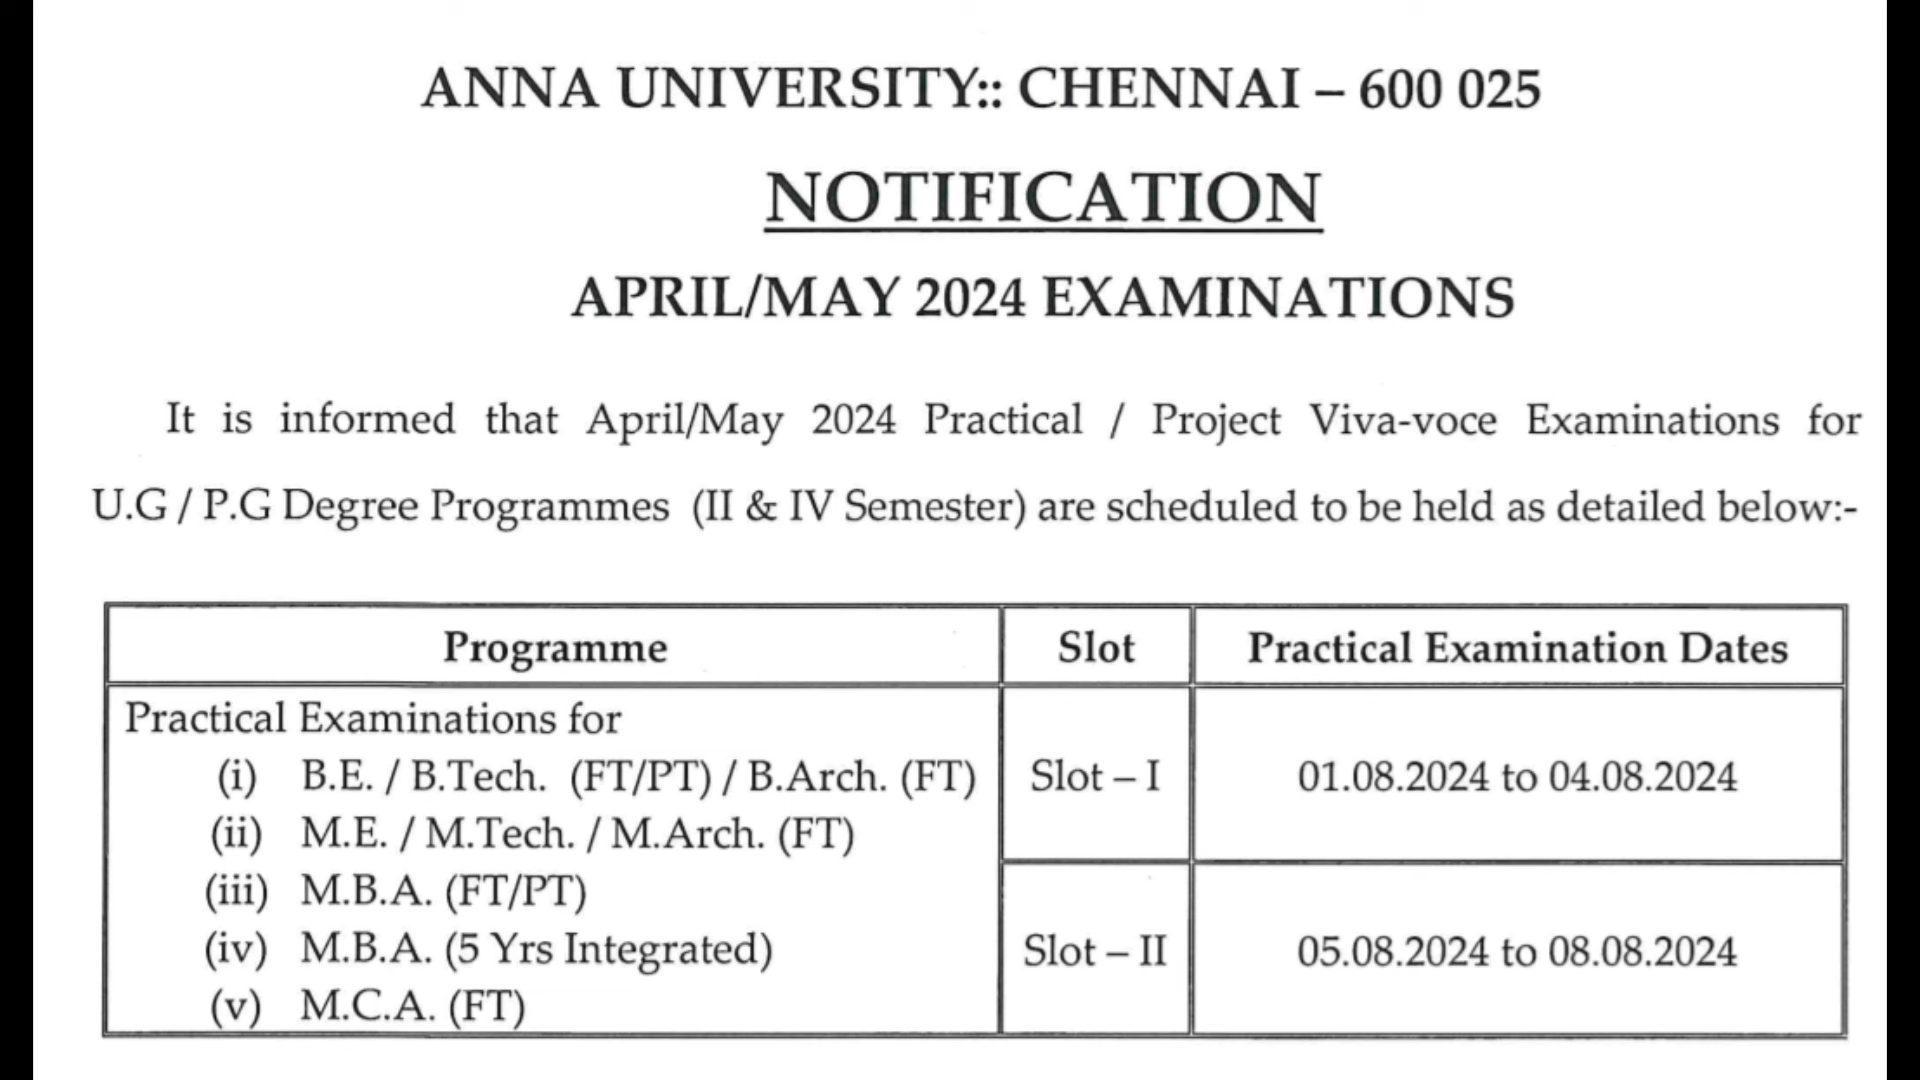 ANNA UNIVERSITY:: CHENNAI – 600 025
NOTIFICATION
APRIL/MAY 2024 EXAMINATIONS
It is informed that April/May 2024 Practical / Project Viva-voce Examinations for
U.G / P.G Degree Programmes (II & IV Semester) are scheduled to be held as detailed below:-
Programme Slot Practical Examination Dates
Practical Examinations for
(i) B.E. / B.Tech. (FT/PT) / B.Arch. (FT) Slot – I 01.08.2024 to 04.08.2024
(ii) M.E. / M.Tech. / M.Arch. (FT)
(iii) M.B.A. (FT/PT)
(iv) M.B.A. (5 Yrs Integrated) Slot – II 05.08.2024 to 08.08.2024
(v) M.C.A. (FT)